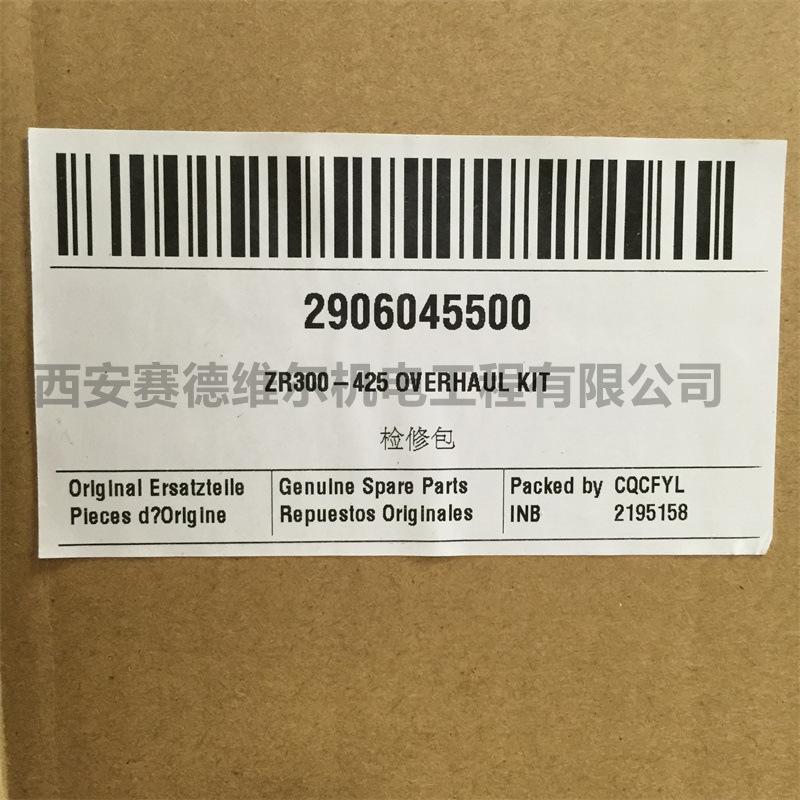 2906045500
西安赛德维尔机电工程有限公司
ZR300-425 OVERHAUL KIT
检修包
Original Ersatzteile Genuine Spare Parts Packed by CQCFYL
Pieces d?Origine Repuestos Originales INB 2195158